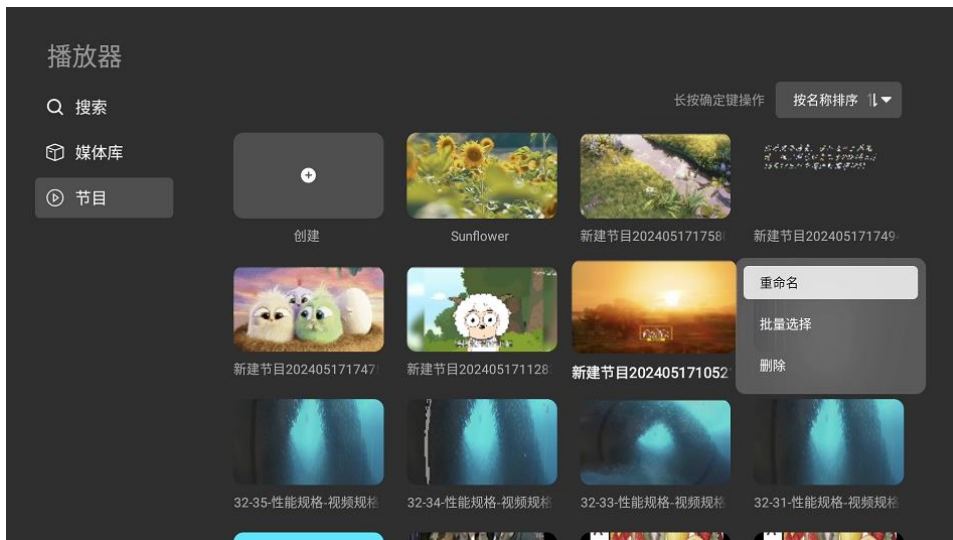 播放器
搜索
媒体库
节目
长按确定键操作
按名称排序
创建
Sunflower
新建节目202405171758
新建节目202405171749
新建节目202405171747
新建节目202405171128
新建节目202405171052
重命名
批量选择
删除
32-35-性能规格-视频规格
32-34-性能规格-视频规格
32-33-性能规格-视频规格
32-31-性能规格-视频规格